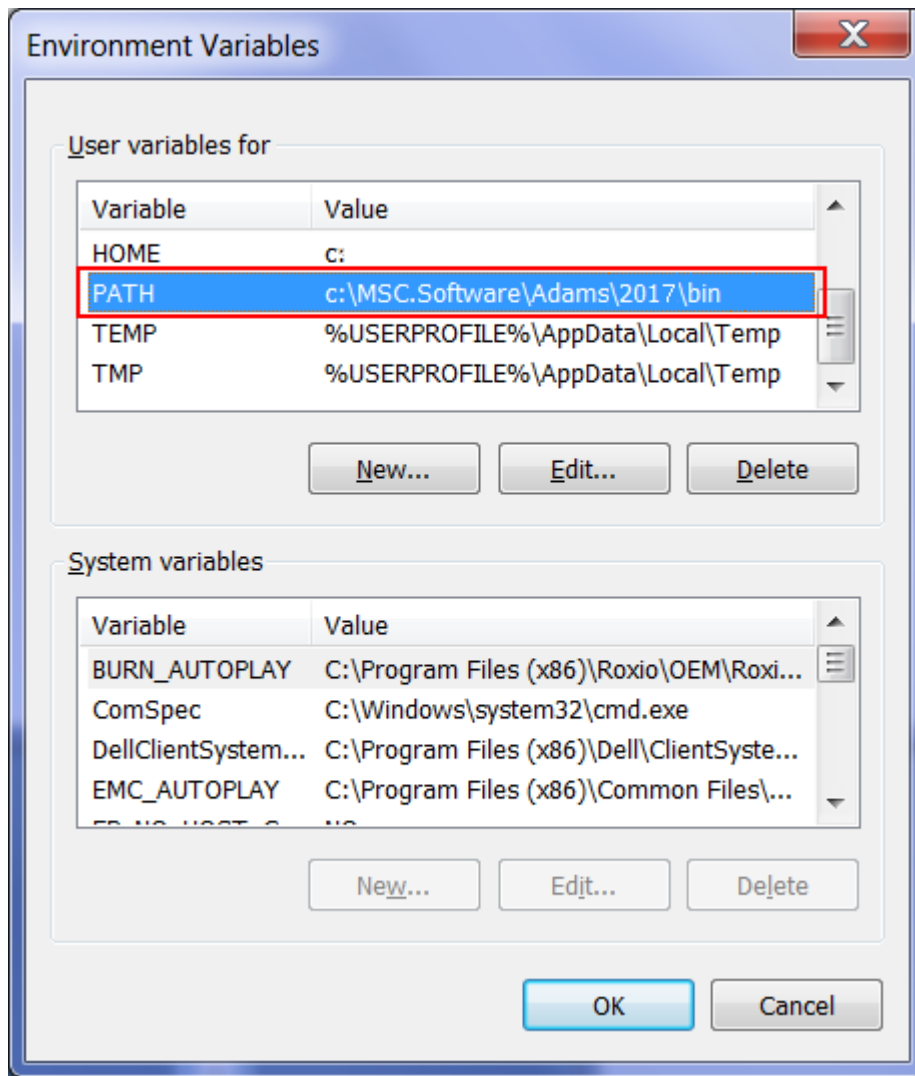 Environment Variables
User variables for
Variable Value
HOME c:
PATH c:\MSC.Software\Adams\2017\bin
TEMP %USERPROFILE%\AppData\Local\Temp
TMP %USERPROFILE%\AppData\Local\Temp
New... Edit... Delete
System variables
Variable Value
BURN_AUTOPLAY C:\Program Files (x86)\Roxio\OEM\Roxi...
ComSpec C:\Windows\system32\cmd.exe
DellClientSystem... C:\Program Files (x86)\Dell\ClientSyste...
EMC_AUTOPLAY C:\Program Files (x86)\Common Files\...
New... Edit... Delete
OK Cancel